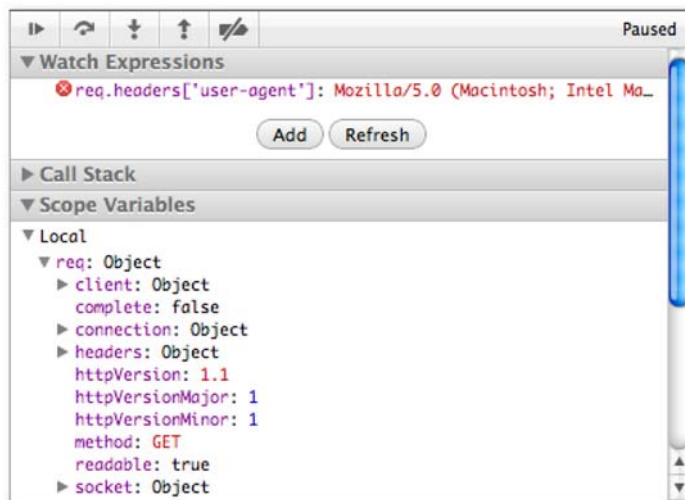 Paused
Watch Expressions
req.headers['user-agent']: Mozilla/5.0 (Macintosh; Intel Ma…
Add Refresh
Call Stack
Scope Variables
Local
req: Object
client: Object
complete: false
connection: Object
headers: Object
httpVersion: 1.1
httpVersionMajor: 1
httpVersionMinor: 1
method: GET
readable: true
socket: Object